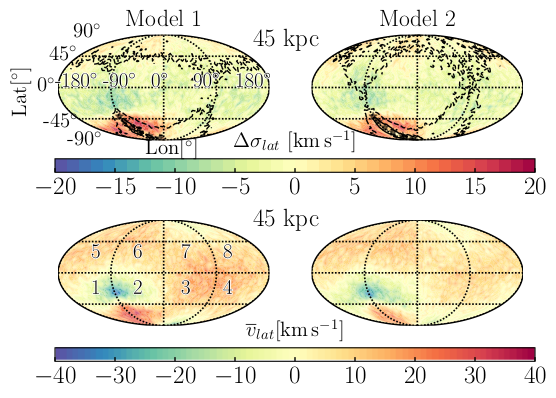 Model 1
Model 2
45 kpc
90°
45°
0°
-45°
-90°
-180° -90° 0° 90° 180°
Lat[°]
Lon[°]
Δσ_lat [km s⁻¹]
−20 −15 −10 −5 0 5 10 15 20
45 kpc
5 6 7 8
1 2 3 4
v̅_lat[km s⁻¹]
−40 −30 −20 −10 0 10 20 30 40